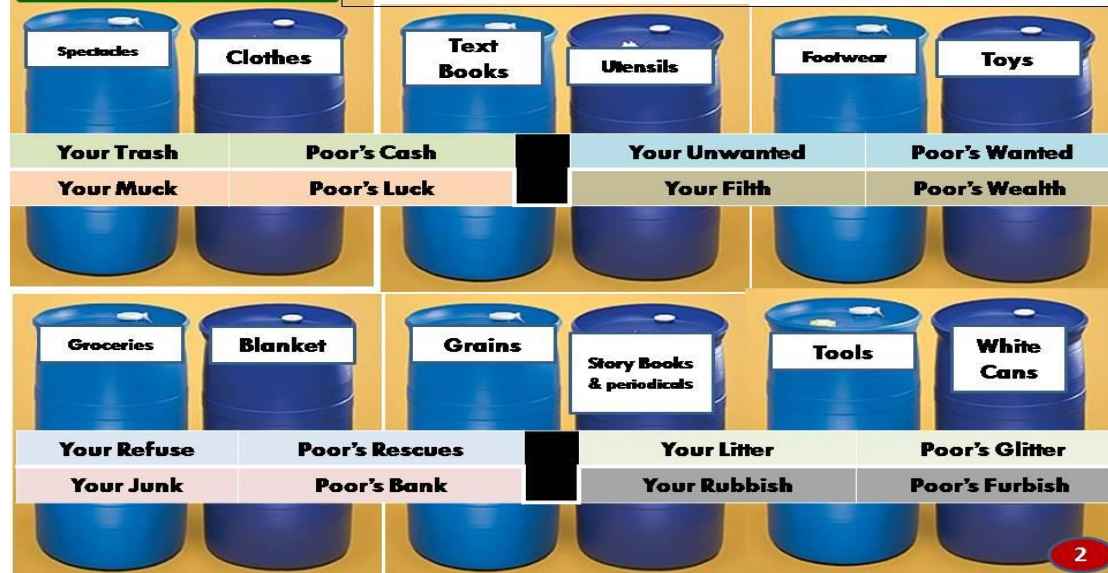 Spectacles
Clothes
Text
Books
Utensils
Footwear
Toys
Your Trash Poor's Cash Your Unwanted Poor's Wanted
Your Muck Poor's Luck Your Filth Poor's Wealth
Groceries
Blanket
Grains
Story Books
& periodicals
Tools
White
Cans
Your Refuse Poor's Rescues Your Litter Poor's Glitter
Your Junk Poor's Bank Your Rubbish Poor's Furbish
2